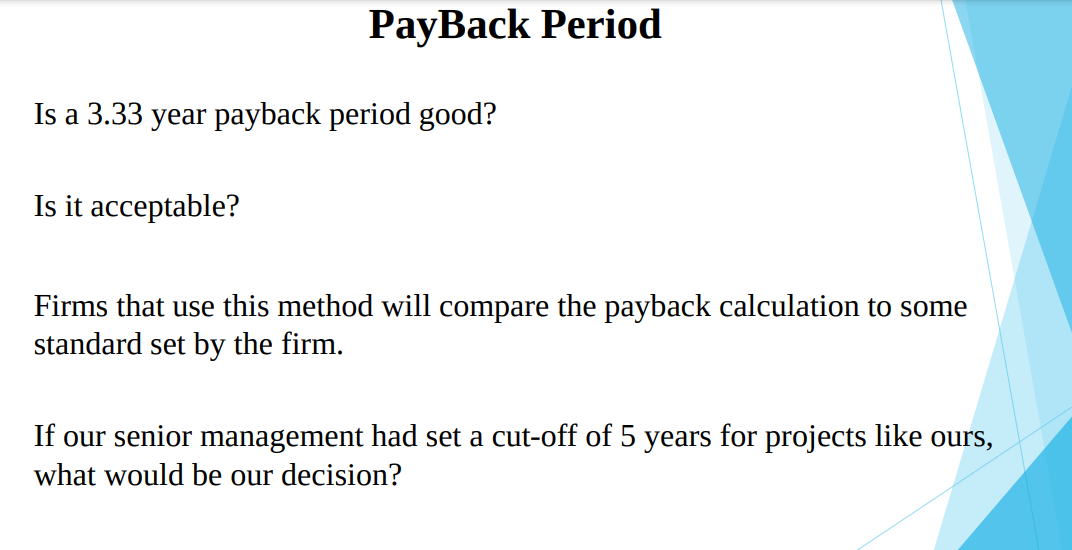 PayBack Period
Is a 3.33 year payback period good?
Is it acceptable?
Firms that use this method will compare the payback calculation to some
standard set by the firm.
If our senior management had set a cut-off of 5 years for projects like ours,
what would be our decision?